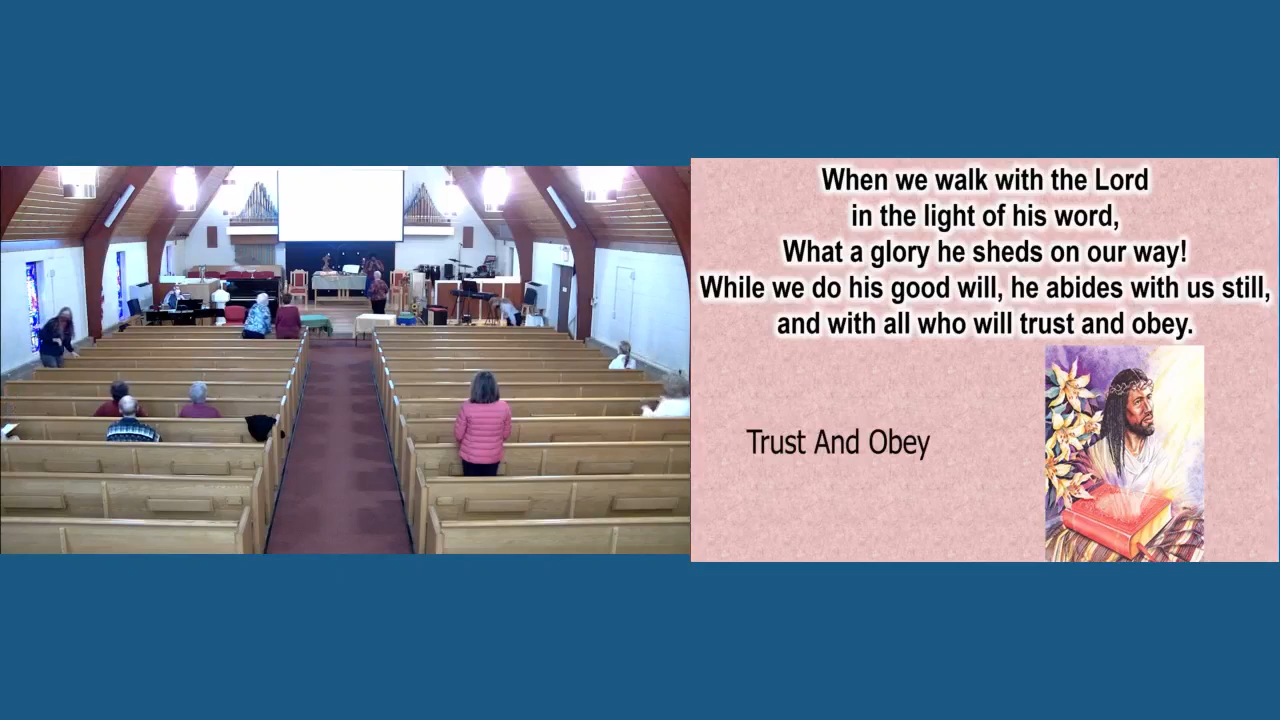 When we walk with the Lord
in the light of his word,
What a glory he sheds on our way!
While we do his good will, he abides with us still,
and with all who will trust and obey.
Trust And Obey